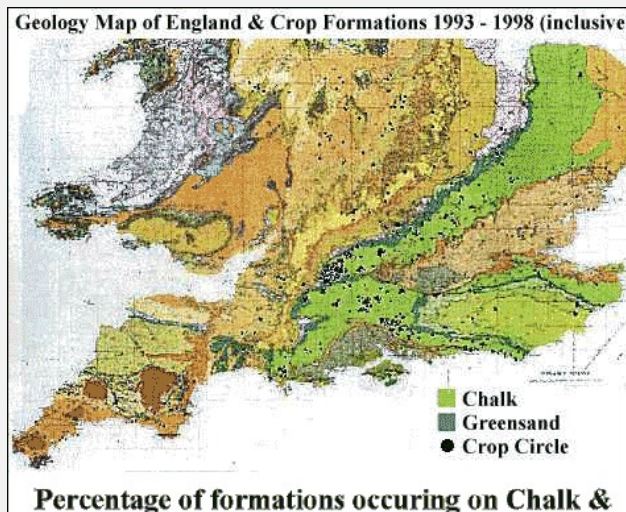 Geology Map of England & Crop Formations 1993 - 1998 (inclusive
Chalk
Greensand
Crop Circle
Percentage of formations occuring on Chalk &